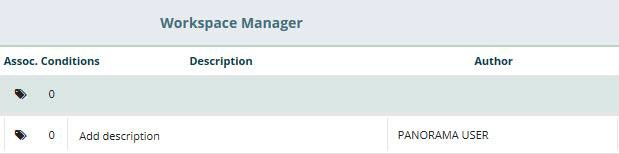 Workspace Manager
Assoc. Conditions Description Author
0
0 Add description PANORAMA USER